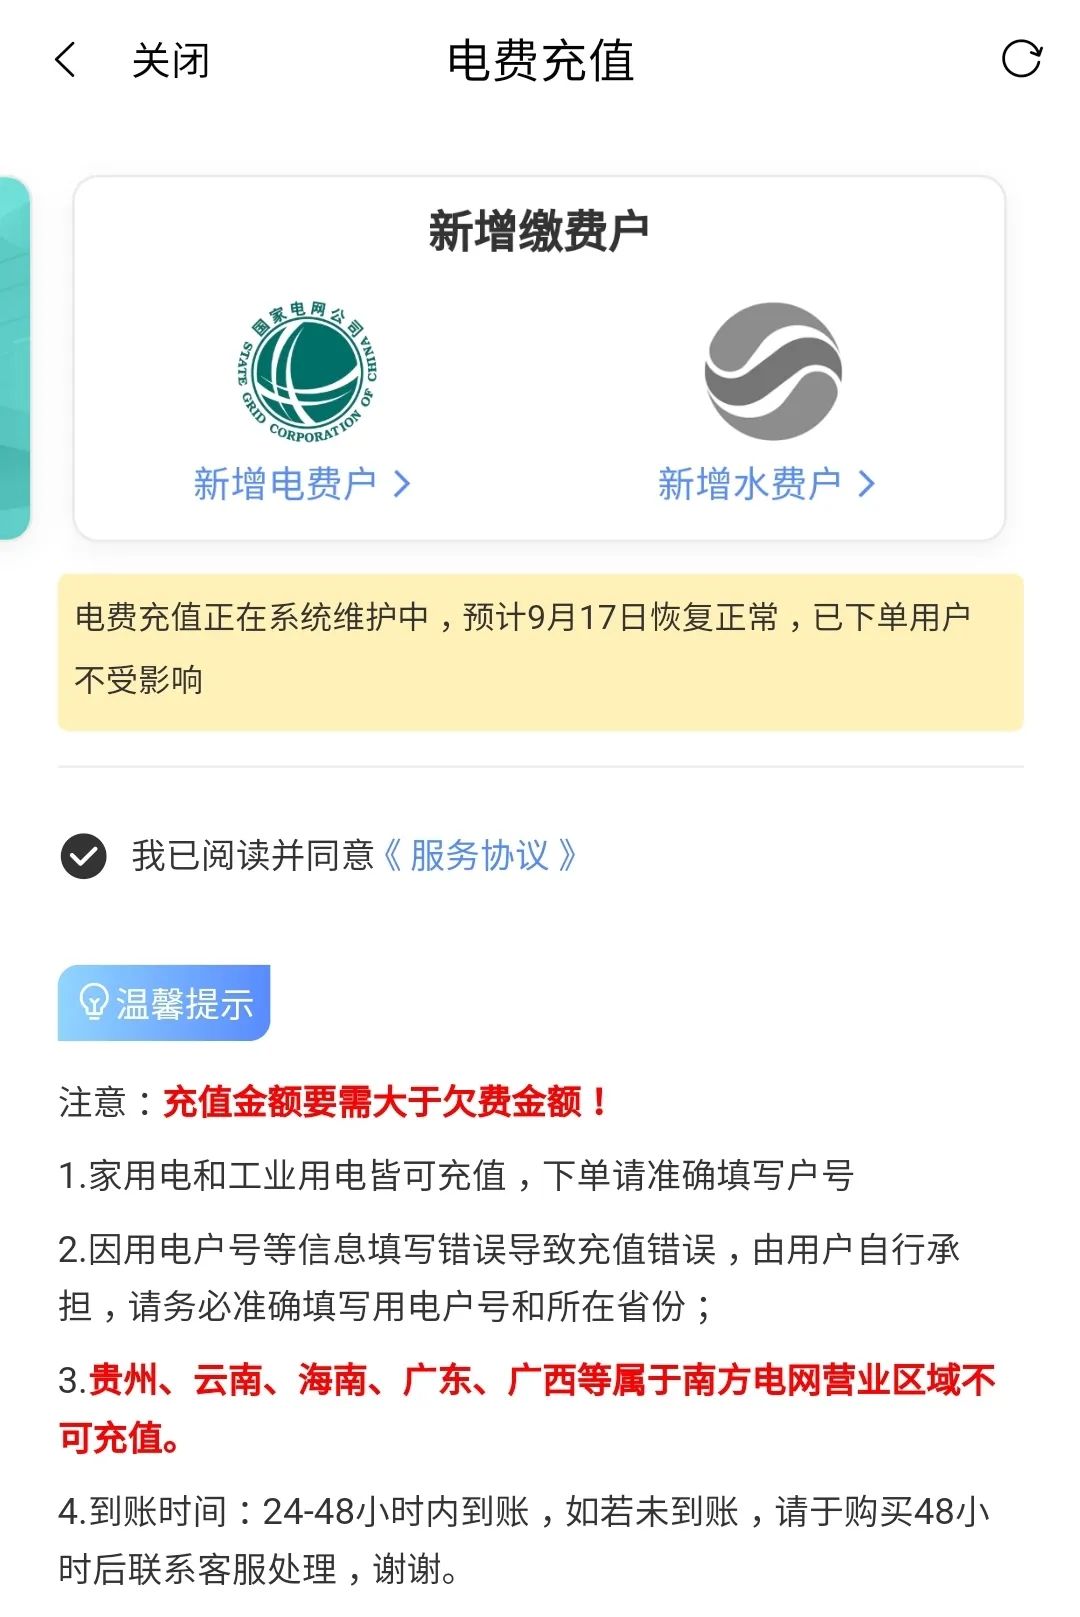 关闭
电费充值
新增缴费户
国家电网公司
STATE GRID CORPORATION OF CHINA
新增电费户
新增水费户
电费充值正在系统维护中，预计9月17日恢复正常，已下单用户
不受影响
我已阅读并同意《 服务协议 》
温馨提示
注意：充值金额要需大于欠费金额！
1.家用电和工业用电皆可充值，下单请准确填写户号
2.因用电户号等信息填写错误导致充值错误，由用户自行承
担，请务必准确填写用电户号和所在省份；
3.贵州、云南、海南、广东、广西等属于南方电网营业区域不
可充值。
4.到账时间：24-48小时内到账，如若未到账，请于购买48小
时后联系客服处理，谢谢。